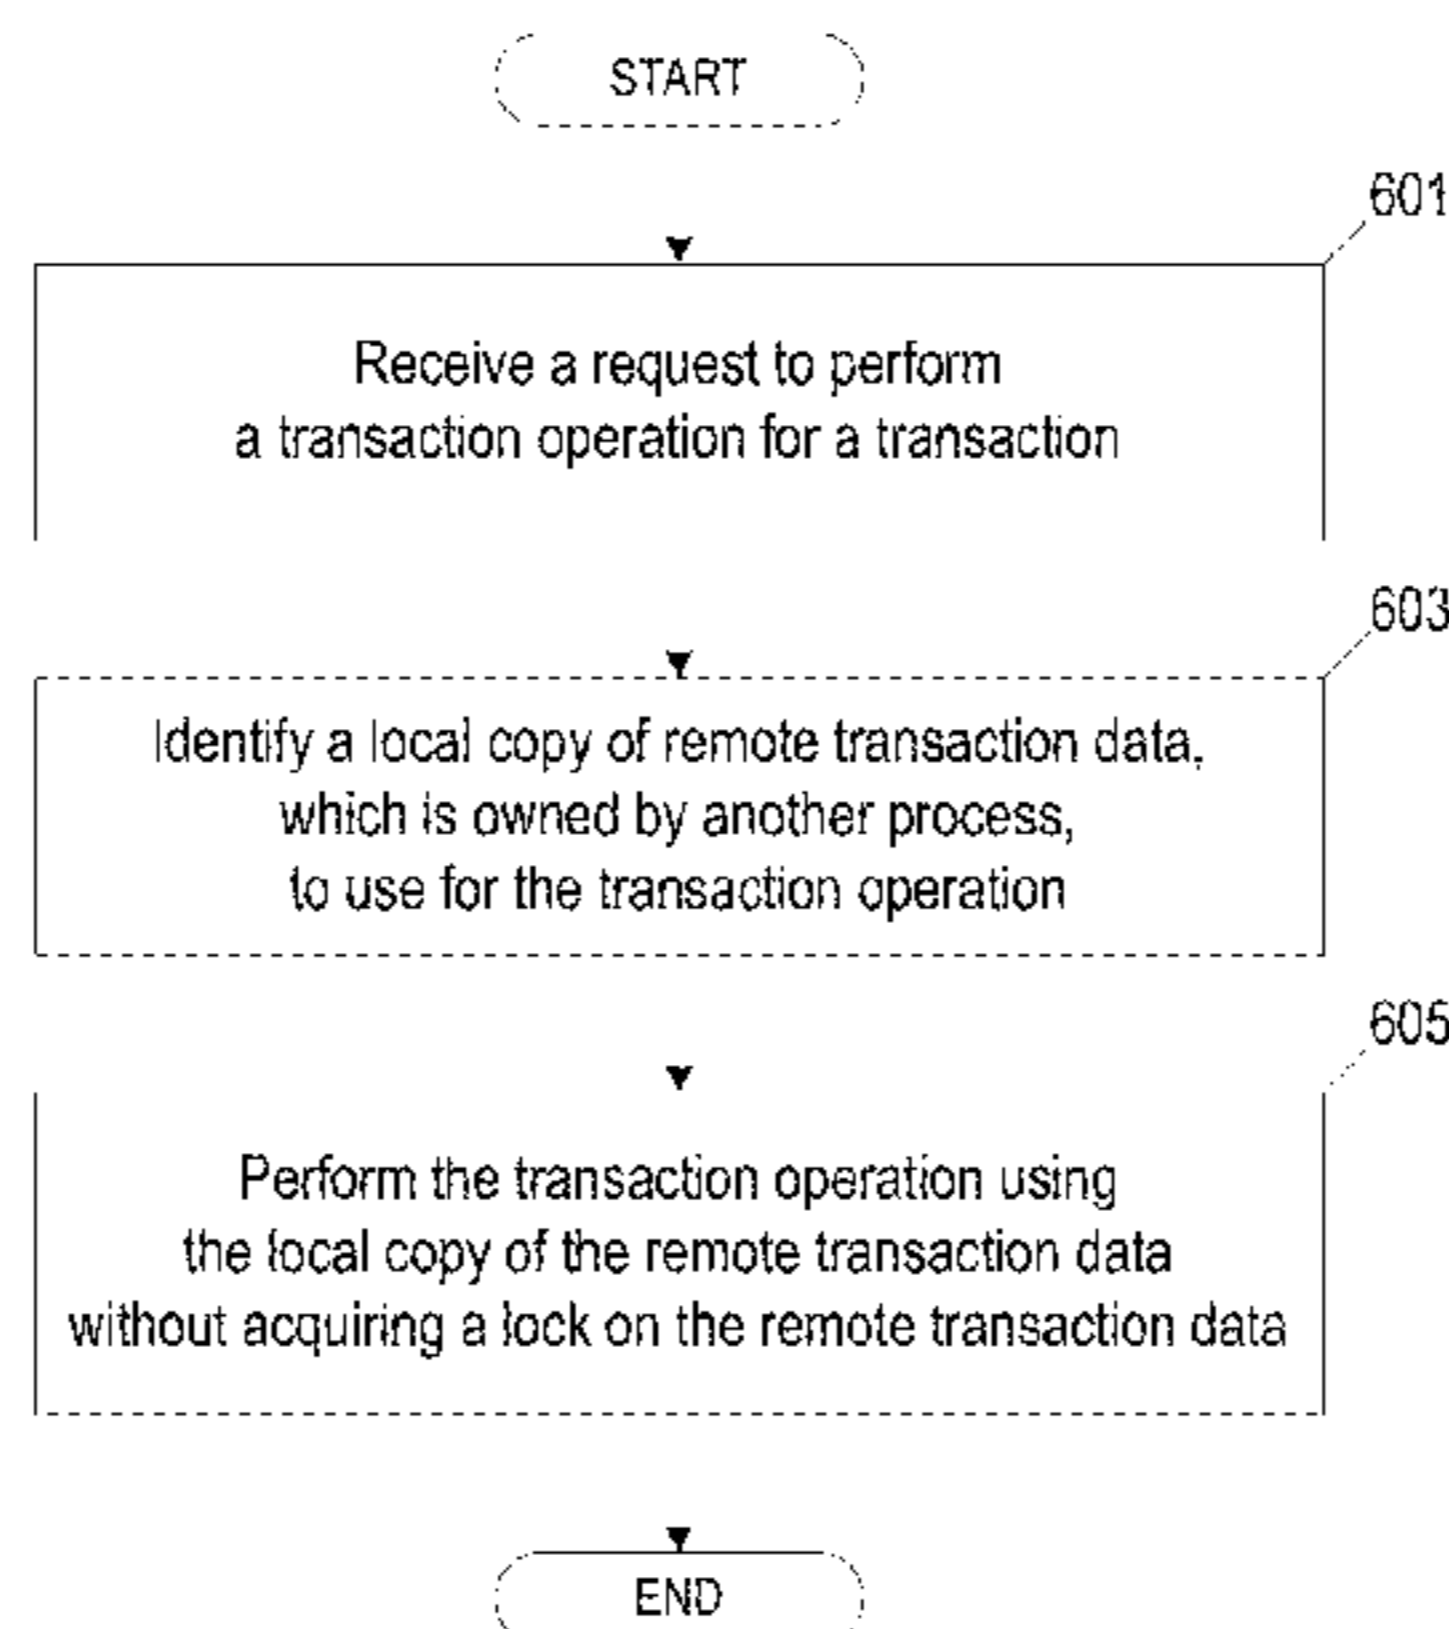 START
601
Receive a request to perform
a transaction operation for a transaction
603
Identify a local copy of remote transaction data,
which is owned by another process,
to use for the transaction operation
605
Perform the transaction operation using
the local copy of the remote transaction data
without acquiring a lock on the remote transaction data
END